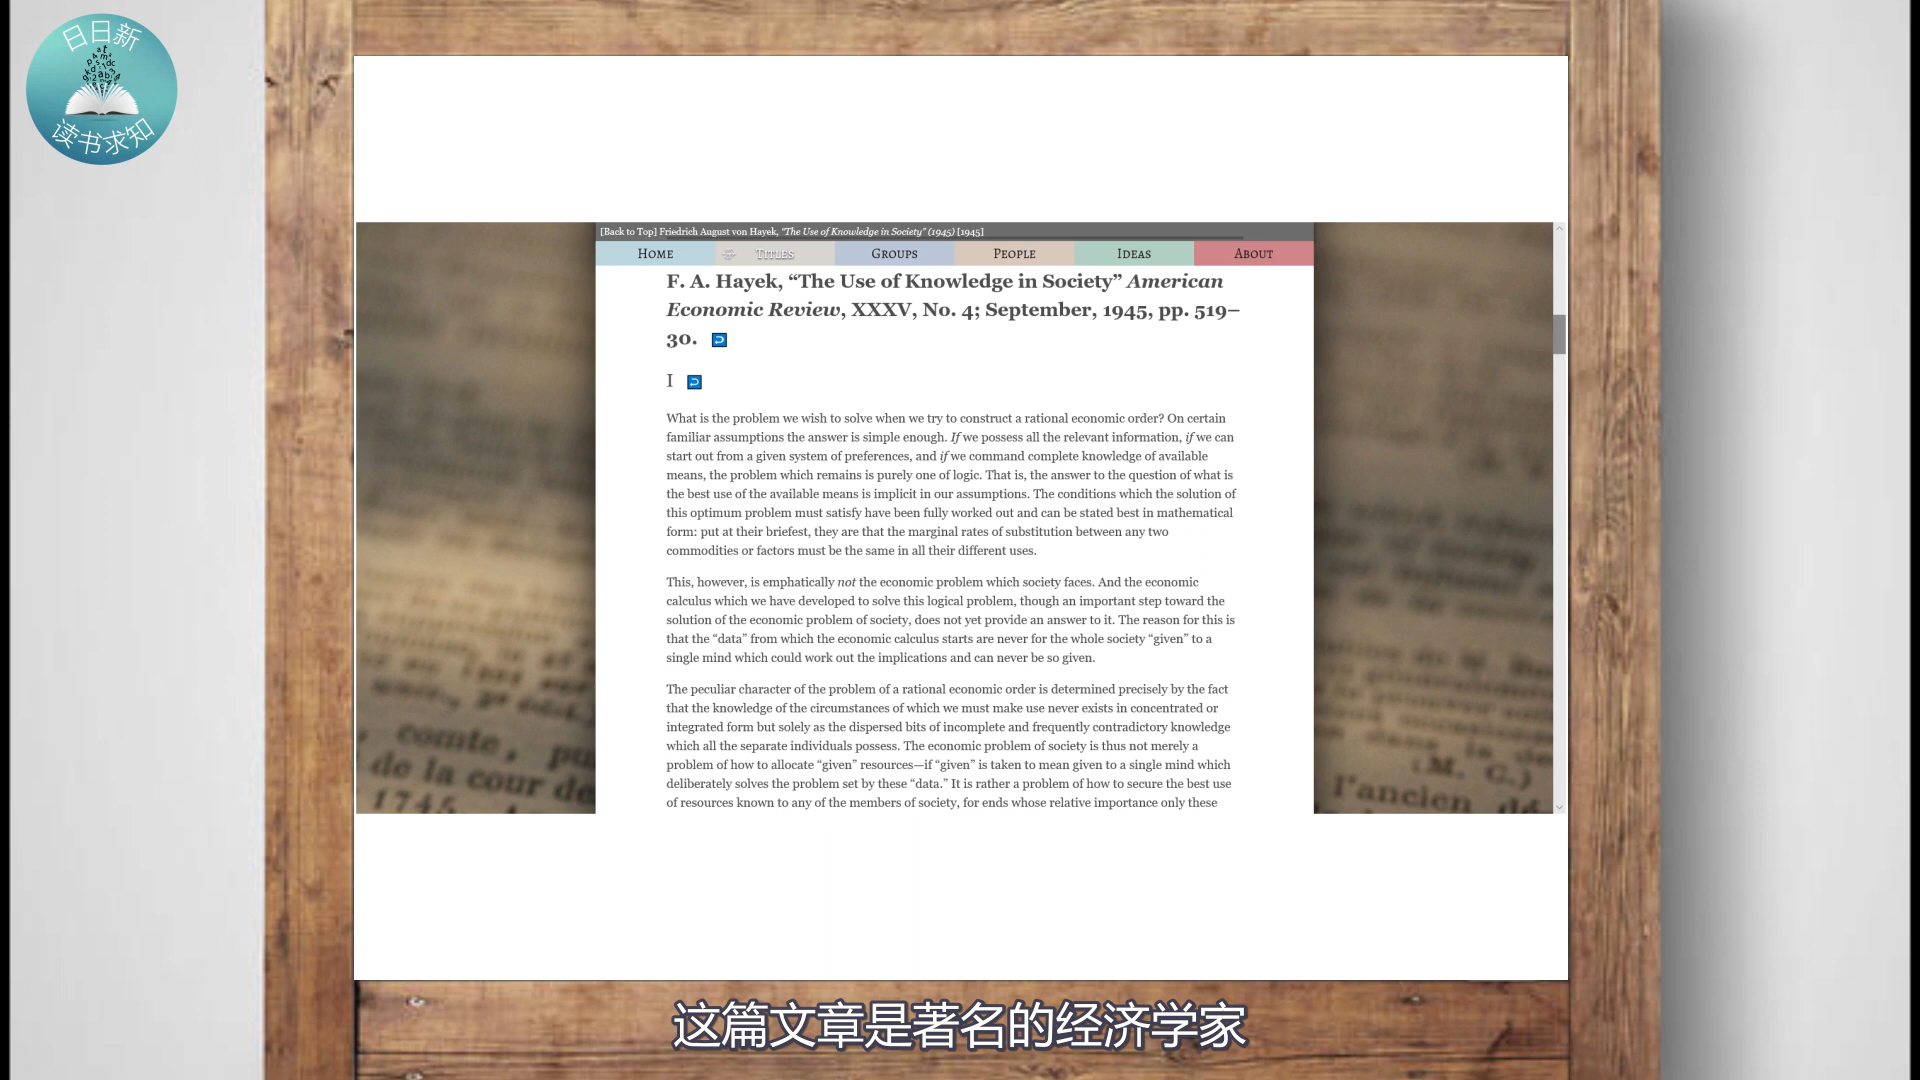 日日新
读书求知
[Back to Top] Friedrich August von Hayek, "The Use of Knowledge in Society" (1945) [1945]
Home Titles Groups People Ideas About
F. A. Hayek, “The Use of Knowledge in Society” American
Economic Review, XXXV, No. 4; September, 1945, pp. 519–
30.
I
What is the problem we wish to solve when we try to construct a rational economic order? On certain
familiar assumptions the answer is simple enough. If we possess all the relevant information, if we can
start out from a given system of preferences, and if we command complete knowledge of available
means, the problem which remains is purely one of logic. That is, the answer to the question of what is
the best use of the available means is implicit in our assumptions. The conditions which the solution of
this optimum problem must satisfy have been fully worked out and can be stated best in mathematical
form: put at their briefest, they are that the marginal rates of substitution between any two
commodities or factors must be the same in all their different uses.
This, however, is emphatically not the economic problem which society faces. And the economic
calculus which we have developed to solve this logical problem, though an important step toward the
solution of the economic problem of society, does not yet provide an answer to it. The reason for this is
that the “data” from which the economic calculus starts are never for the whole society “given” to a
single mind which could work out the implications and can never be so given.
The peculiar character of the problem of a rational economic order is determined precisely by the fact
that the knowledge of the circumstances of which we must make use never exists in concentrated or
integrated form but solely as the dispersed bits of incomplete and frequently contradictory knowledge
which all the separate individuals possess. The economic problem of society is thus not merely a
problem of how to allocate “given” resources—if “given” is taken to mean given to a single mind which
deliberately solves the problem set by these “data.” It is rather a problem of how to secure the best use
of resources known to any of the members of society, for ends whose relative importance only these
comte, pu
de la cour de
1745.
(M. G.)
l'ancien dé
这篇文章是著名的经济学家